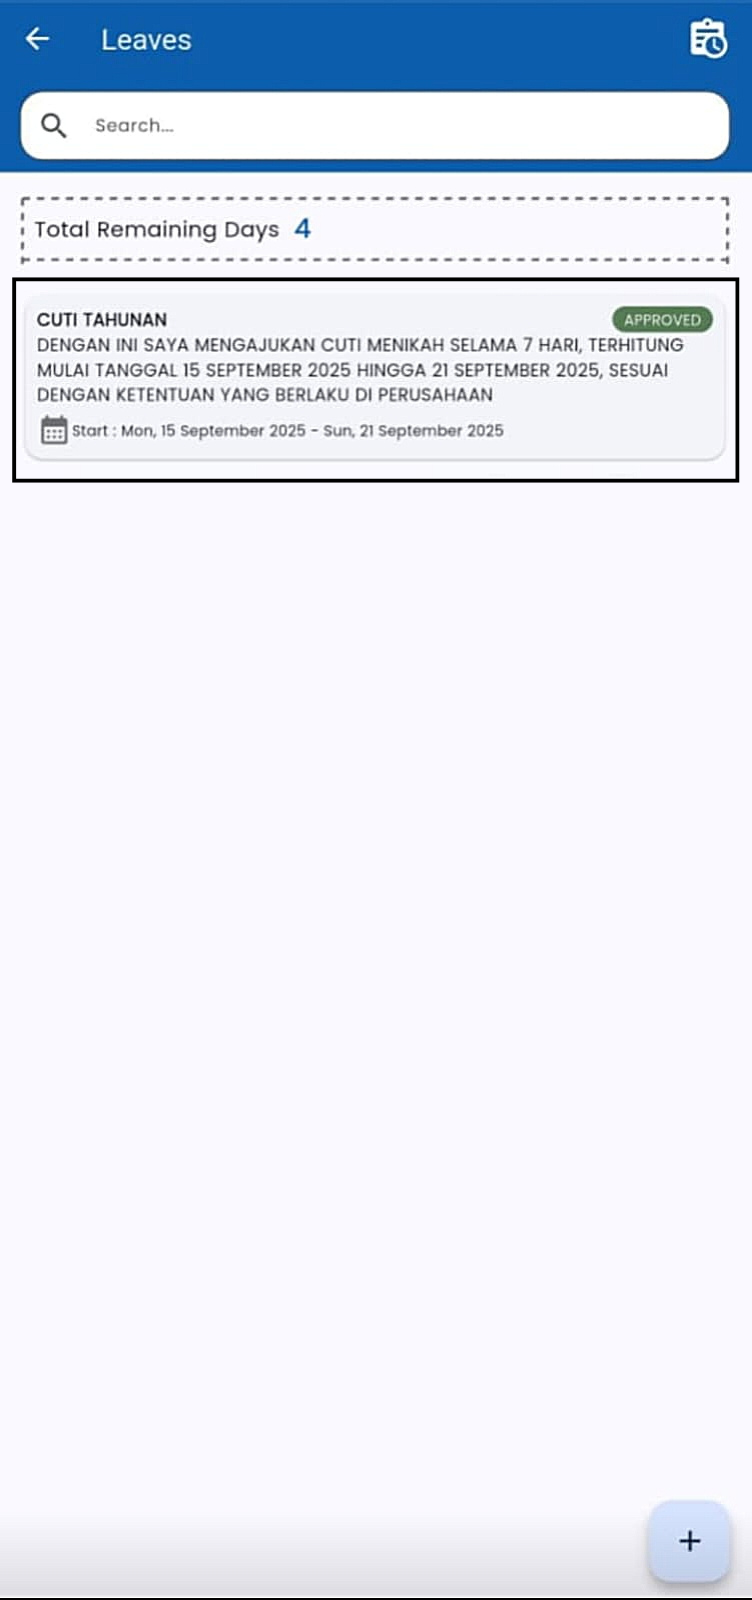 Leaves
Search...
Total Remaining Days 4
CUTI TAHUNAN
APPROVED
DENGAN INI SAYA MENGAJUKAN CUTI MENIKAH SELAMA 7 HARI, TERHITUNG
MULAI TANGGAL 15 SEPTEMBER 2025 HINGGA 21 SEPTEMBER 2025, SESUAI
DENGAN KETENTUAN YANG BERLAKU DI PERUSAHAAN
Start : Mon, 15 September 2025 - Sun, 21 September 2025
+